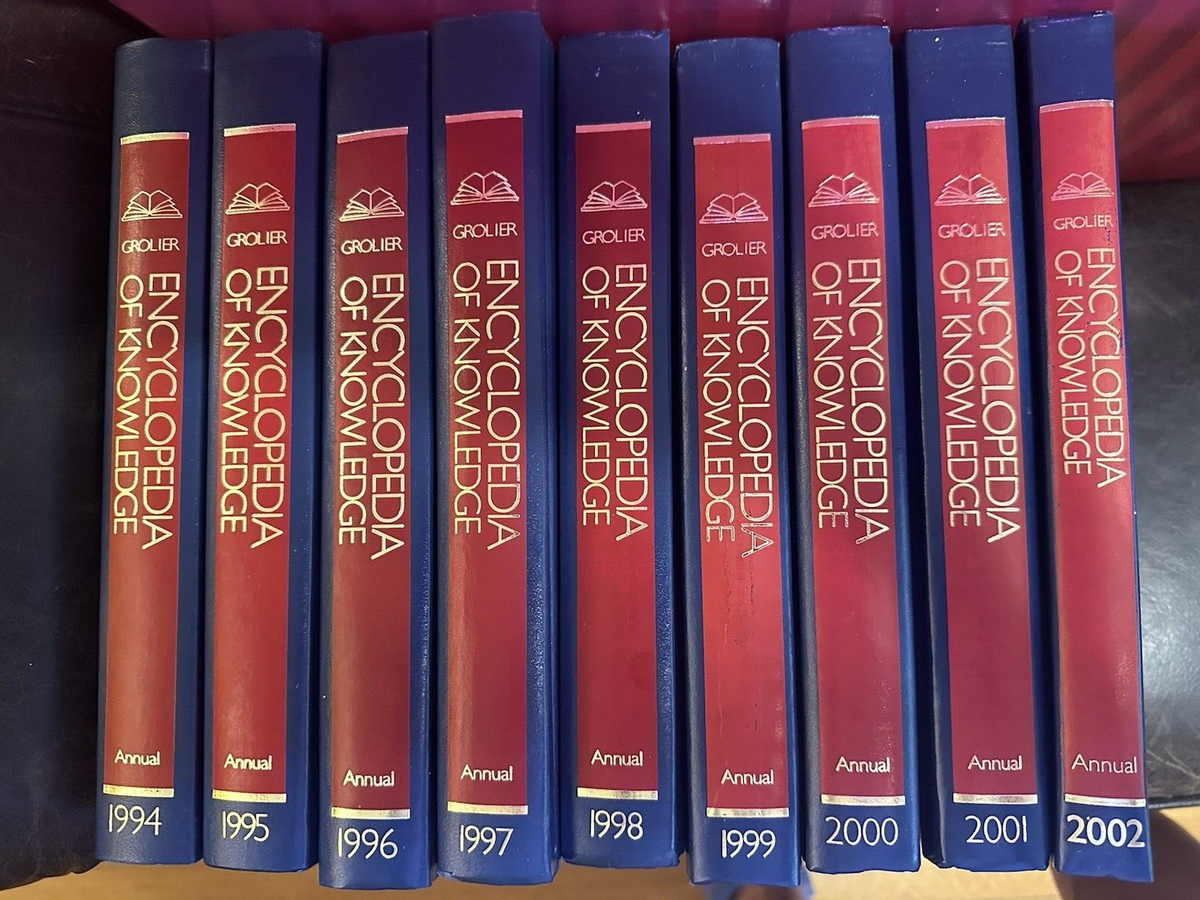 GROLIER
ENCYCLOPEDIA
OF KNOWLEDGE
Annual
1994
GROLIER
ENCYCLOPEDIA
OF KNOWLEDGE
Annual
1995
GROLIER
ENCYCLOPEDIA
OF KNOWLEDGE
Annual
1996
GROLIER
ENCYCLOPEDIA
OF KNOWLEDGE
Annual
1997
GROLIER
ENCYCLOPEDIA
OF KNOWLEDGE
Annual
1998
GROLIER
ENCYCLOPEDIA
OF KNOWLEDGE
Annual
1999
GROLIER
ENCYCLOPEDIA
OF KNOWLEDGE
Annual
2000
GROLIER
ENCYCLOPEDIA
OF KNOWLEDGE
Annual
2001
GROLIER
ENCYCLOPEDIA
OF KNOWLEDGE
Annual
2002